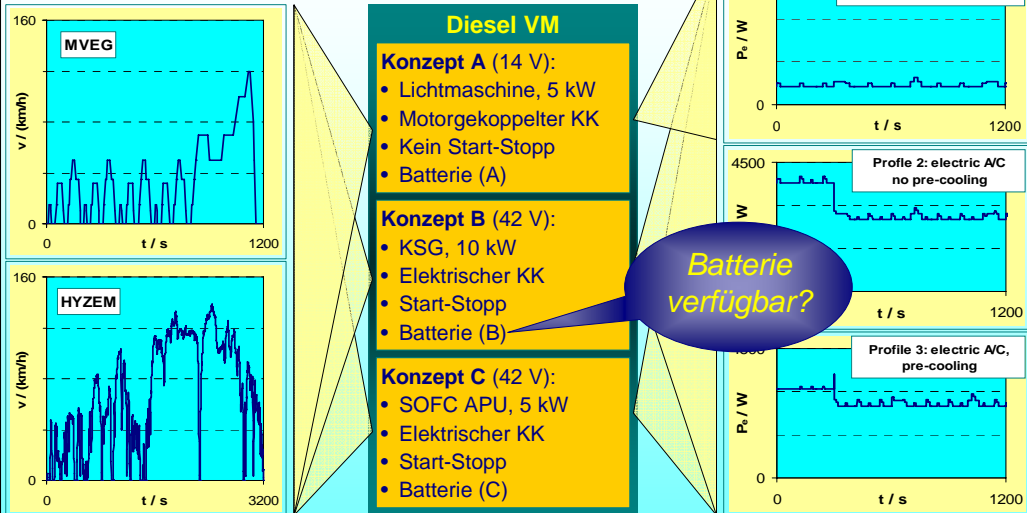 160
MVEG
v / (km/h)
0
0
1200
t / s
160
HYZEM
v / (km/h)
0
0
3200
t / s
Diesel VM
Konzept A (14 V):
• Lichtmaschine, 5 kW
• Motorgekoppelter KK
• Kein Start-Stopp
• Batterie (A)
Konzept B (42 V):
• KSG, 10 kW
• Elektrischer KK
• Start-Stopp
• Batterie (B)
Konzept C (42 V):
• SOFC APU, 5 kW
• Elektrischer KK
• Start-Stopp
• Batterie (C)
Batterie
verfügbar?
Pe / W
0
0
1200
t / s
4500
Profile 2: electric A/C
no pre-cooling
W
1200
t / s
Profile 3: electric A/C,
pre-cooling
Pe / W
0
0
1200
t / s